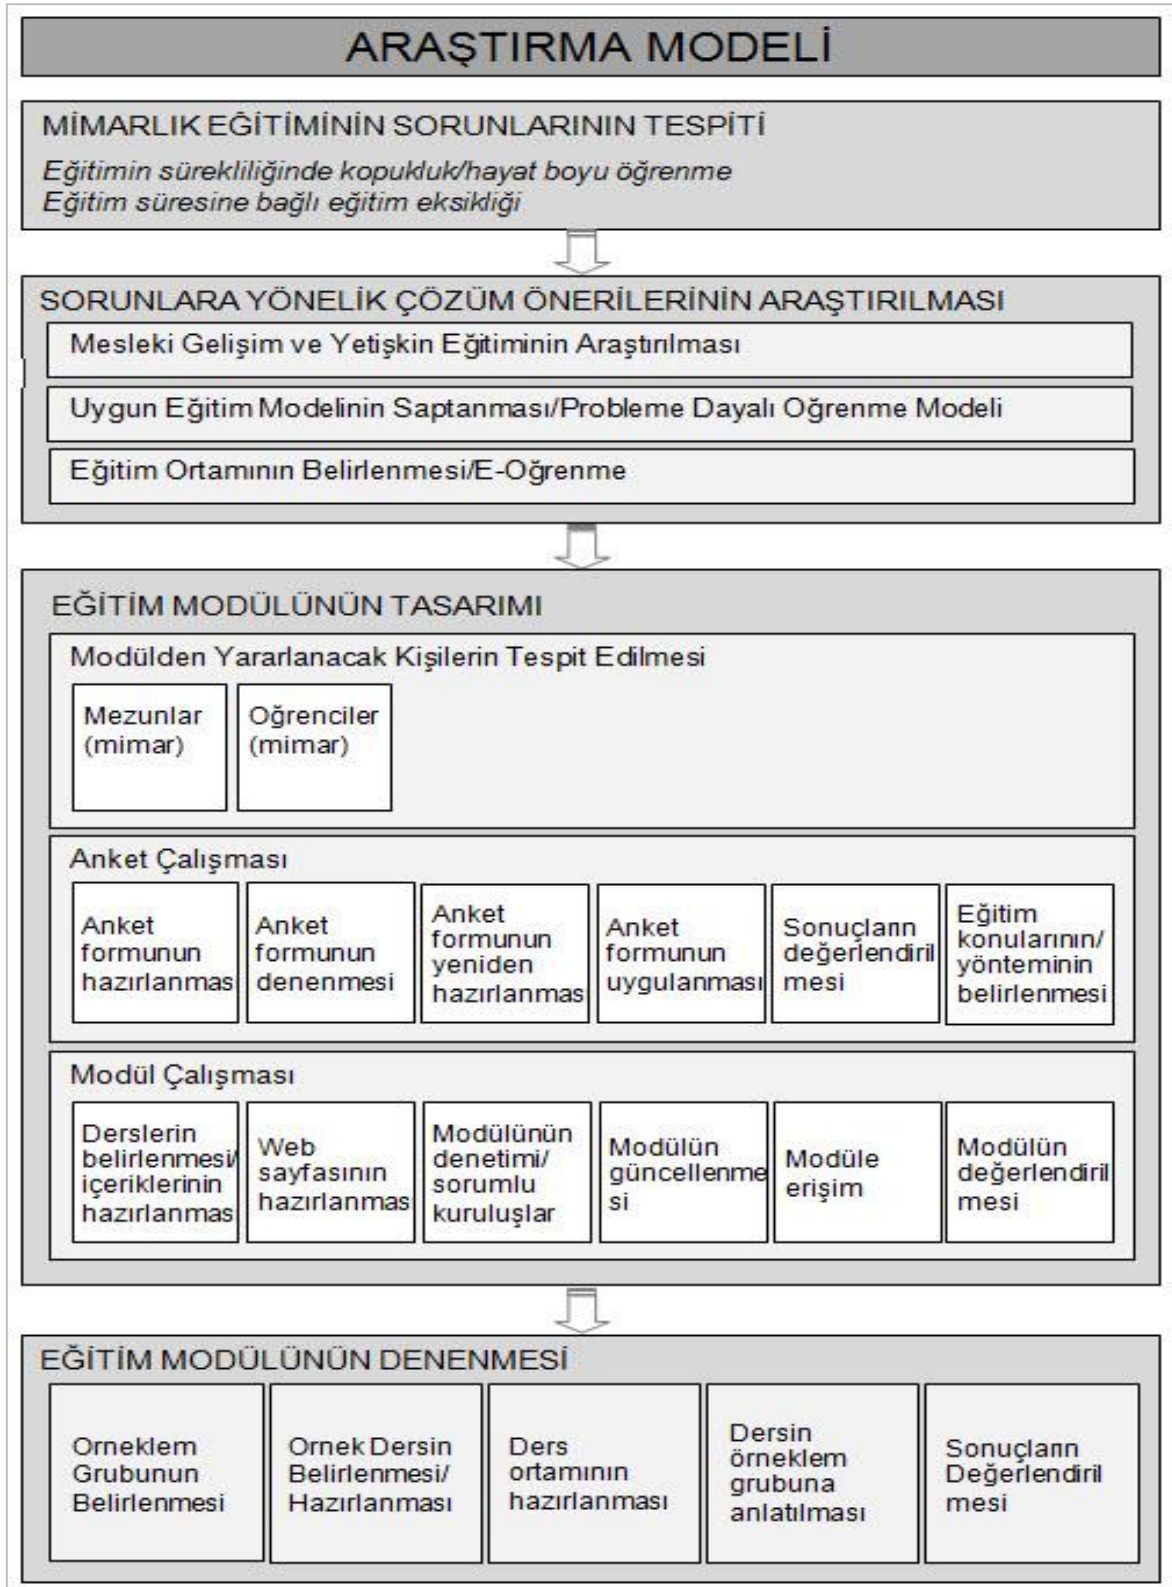 ARAŞTIRMA MODELİ
MİMARLIK EĞİTİMİNİN SORUNLARININ TESPİTİ
Eğitimin sürekliliğinde kopukluk/hayat boyu öğrenme
Eğitim süresine bağlı eğitim eksikliği
SORUNLARA YÖNELİK ÇÖZÜM ÖNERİLERİNİN ARAŞTIRILMASI
Mesleki Gelişim ve Yetişkin Eğitiminin Araştırılması
Uygun Eğitim Modelinin Saptanması/Probleme Dayalı Oğrenme Modeli
Eğitim Ortamının Belirlenmesi/E-Oğrenme
EĞİTİM MODÜLÜNÜN TASARIMI
Modülden Yararlanacak Kişilerin Tespit Edilmesi
Mezunlar
(mimar)
Oğrenciler
(mimar)
Anket Çalışması
Anket
formunun
hazırlanmas
Anket
formunun
denenmesi
Anket
formunun
yeniden
hazırlanmas
Anket
formunun
uygulanması
Sonuçların
değerlendiril
mesi
Eğitim
konularının/
yönteminin
belirlenmesi
Modül Çalışması
Derslerin
belirlenmesi/
içeriklerinin
hazırlanmas
Web
sayfasının
hazırlanması
Modülünün
denetimi/
sorumlu
kuruluşlar
Modülün
güncellenme
si
Modüle
erişim
Modülün
değerlendiril
mesi
EĞİTİM MODÜLÜNÜN DENENMESİ
Orneklem
Grubunun
Belirlenmesi
Ornek Dersin
Belirlenmesi/
Hazırlanması
Ders
ortamının
hazırlanması
Dersin
örneklem
grubuna
anlatılması
Sonuçların
Değerlendiril
mesi